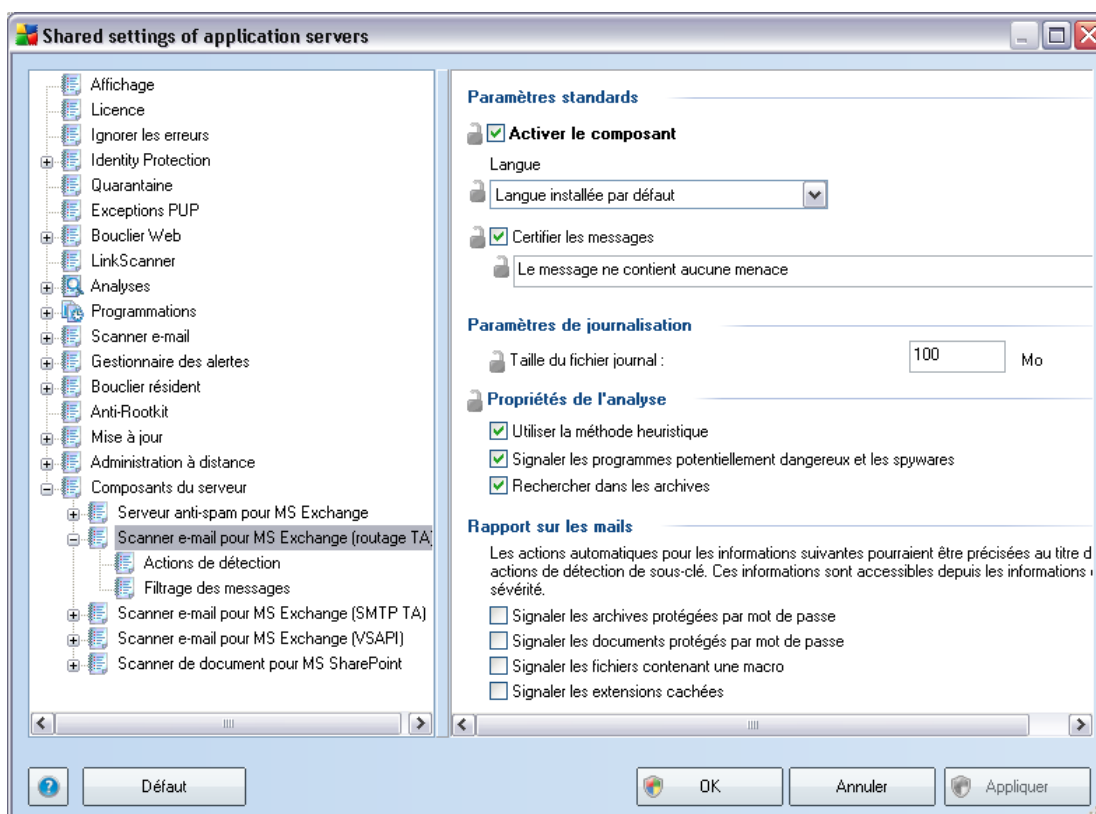 Shared settings of application servers
Affichage
Licence
Ignorer les erreurs
Identity Protection
Quarantaine
Exceptions PUP
Bouclier Web
LinkScanner
Analyses
Programmations
Scanner e-mail
Gestionnaire des alertes
Bouclier résident
Anti-Rootkit
Mise à jour
Administration à distance
Composants du serveur
Serveur anti-spam pour MS Exchange
Scanner e-mail pour MS Exchange (routage TA)
Actions de détection
Filtrage des messages
Scanner e-mail pour MS Exchange (SMTP TA)
Scanner e-mail pour MS Exchange (VSAPI)
Scanner de document pour MS SharePoint
Paramètres standards
Activer le composant
Langue
Langue installée par défaut
Certifier les messages
Le message ne contient aucune menace
Paramètres de journalisation
Taille du fichier journal : 100 Mo
Propriétés de l'analyse
Utiliser la méthode heuristique
Signaler les programmes potentiellement dangereux et les spywares
Rechercher dans les archives
Rapport sur les mails
Les actions automatiques pour les informations suivantes pourraient être précisées au titre d
actions de détection de sous-clé. Ces informations sont accessibles depuis les informations
sévérité.
Signaler les archives protégées par mot de passe
Signaler les documents protégés par mot de passe
Signaler les fichiers contenant une macro
Signaler les extensions cachées
Défaut
OK
Annuler
Appliquer